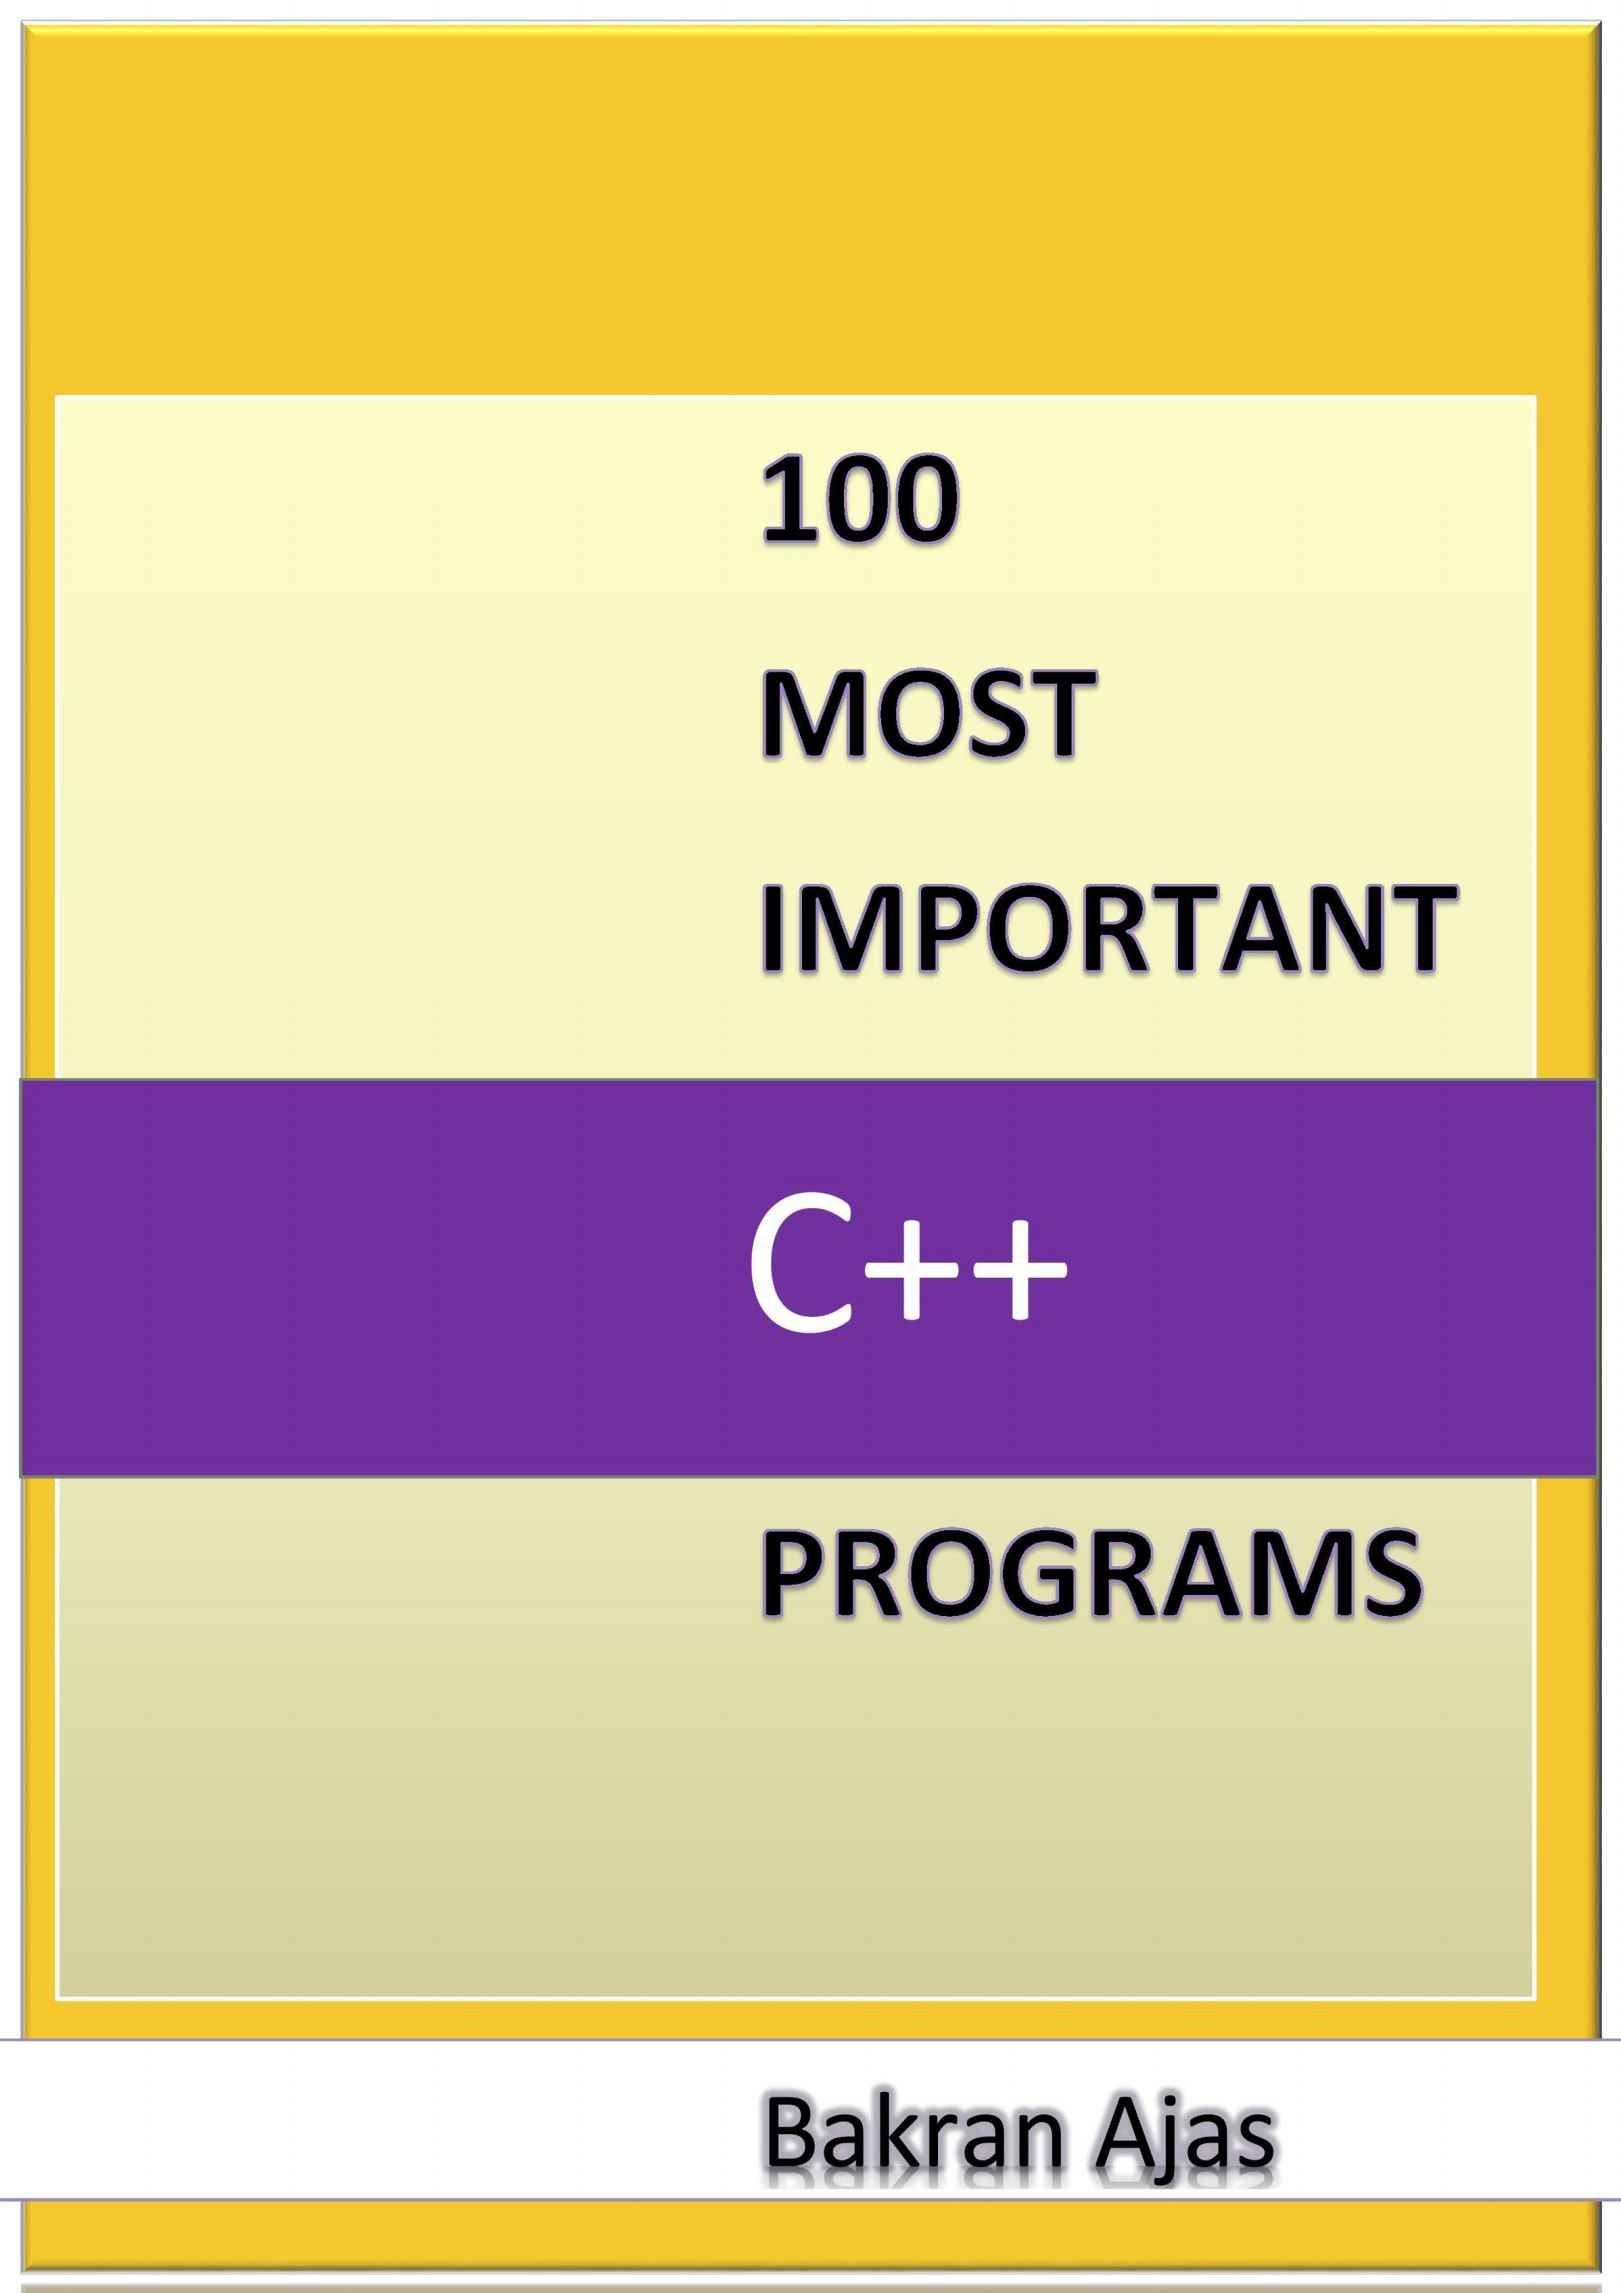 100
MOST
IMPORTANT
C++
PROGRAMS
Bakran Ajas